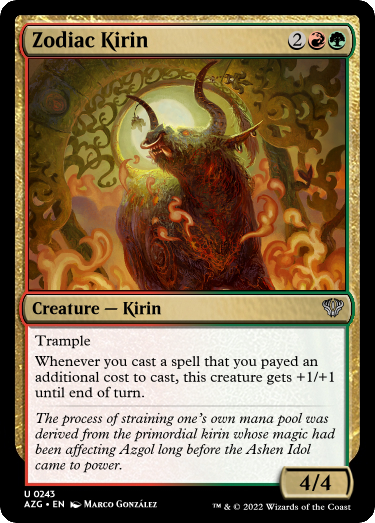 Zodiac Kirin 2
Creature — Kirin
Trample
Whenever you cast a spell that you payed an
additional cost to cast, this creature gets +1/+1
until end of turn.
The process of straining one's own mana pool was
derived from the primordial kirin whose magic had
been affecting Azgol long before the Ashen Idol
came to power.
4/4
U 0243
AZG • EN Marco González
™ & © 2022 Wizards of the Coast